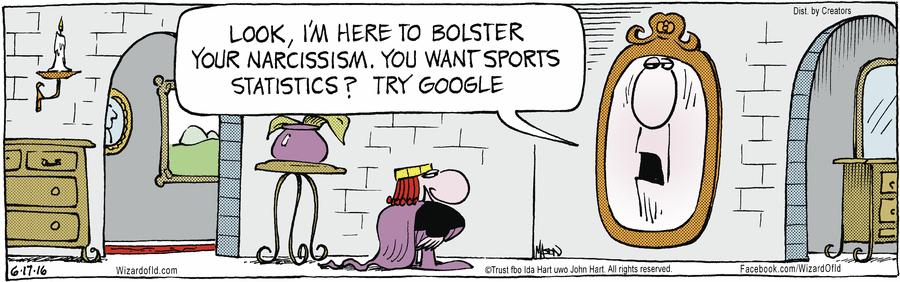 LOOK, I'M HERE TO BOLSTER
YOUR NARCISSISM. YOU WANT SPORTS
STATISTICS? TRY GOOGLE
Dist. by Creators
6·17·16
Wizardofid.com
©Trust fbo Ida Hart uwo John Hart. All rights reserved.
Facebook.com/WizardOfId